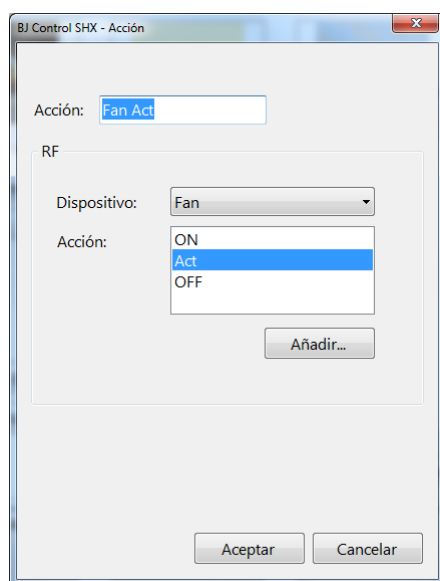 BJ Control SHX - Acción
Acción: Fan Act
RF
Dispositivo: Fan
Acción: ON
Act
OFF
Añadir...
Aceptar Cancelar